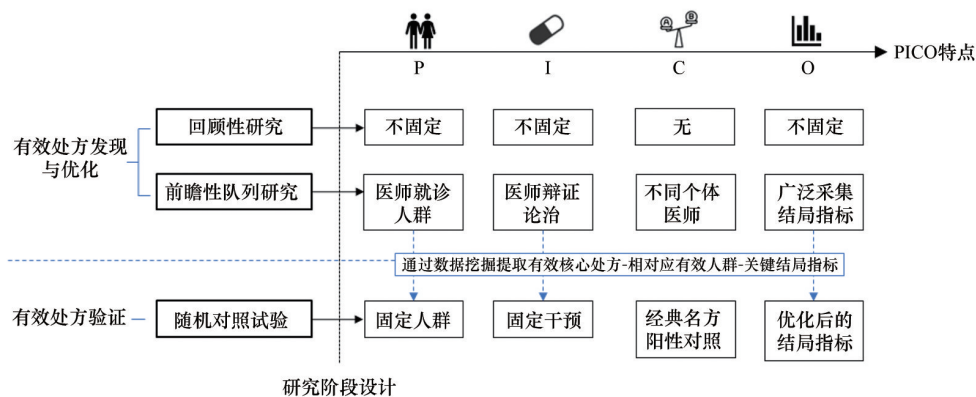 A
B
PICO特点
P
I
C
O
有效处方发现
与优化
回顾性研究
不固定
不固定
无
不固定
前瞻性队列研究
医师就诊
人群
医师辩证
论治
不同个体
医师
广泛采集
结局指标
通过数据挖掘提取有效核心处方-相对应有效人群-关键结局指标
有效处方验证
随机对照试验
固定人群
固定干预
经典名方
阳性对照
优化后的
结局指标
研究阶段设计